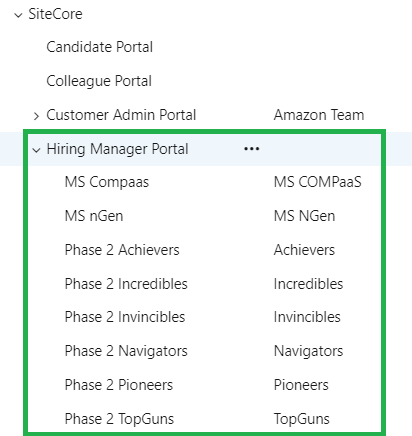 SiteCore
Candidate Portal
Colleague Portal
Customer Admin Portal Amazon Team
Hiring Manager Portal ...
MS Compaas MS COMPaaS
MS nGen MS NGen
Phase 2 Achievers Achievers
Phase 2 Incredibles Incredibles
Phase 2 Invincibles Invincibles
Phase 2 Navigators Navigators
Phase 2 Pioneers Pioneers
Phase 2 TopGuns TopGuns